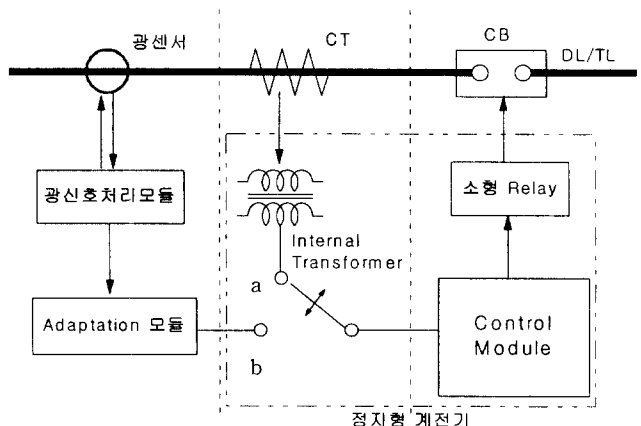 광센서
CT
CB
DL/TL
광신호처리모듈
소형 Relay
Internal
Transformer
a
Adaptation 모듈
Control
Module
b
정지형 계전기